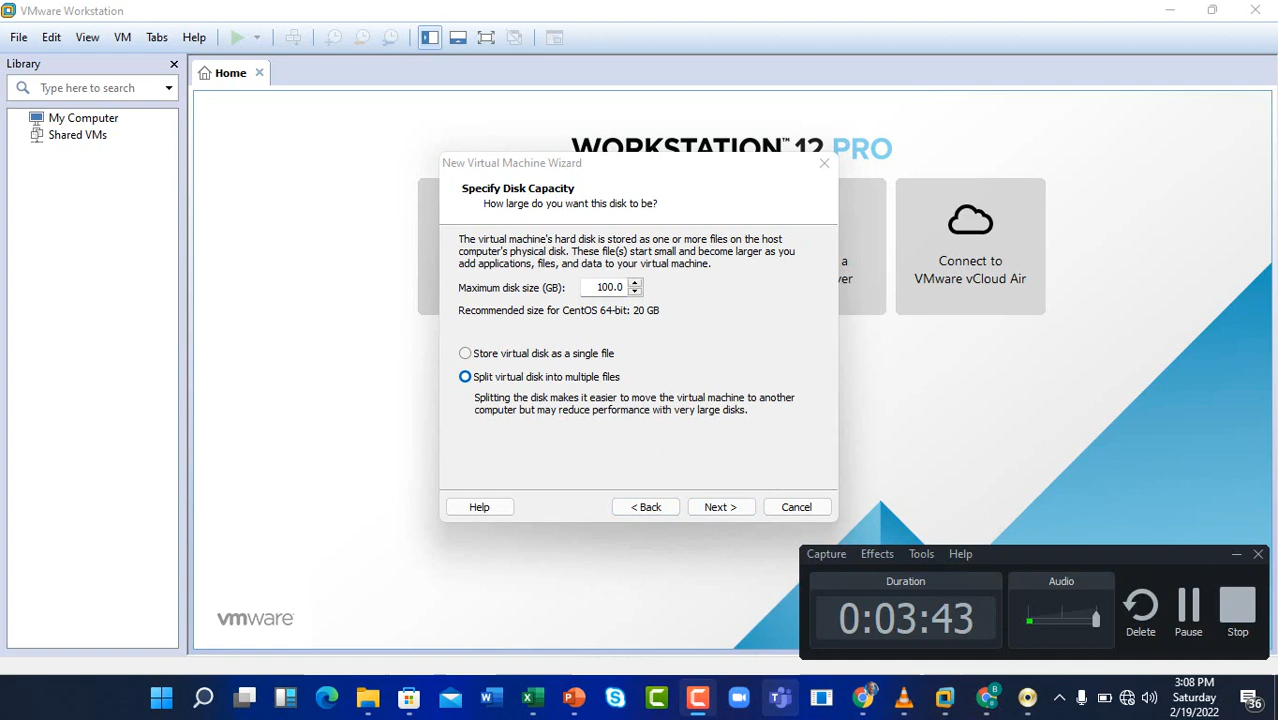 VMware Workstation
File Edit View VM Tabs Help
Library
Type here to search
My Computer
Shared VMs
Home
WORKSTATION™ 12 PRO
New Virtual Machine Wizard
Specify Disk Capacity
How large do you want this disk to be?
The virtual machine's hard disk is stored as one or more files on the host
computer's physical disk. These file(s) start small and become larger as you
add applications, files, and data to your virtual machine.
Maximum disk size (GB): 100.0
Recommended size for CentOS 64-bit: 20 GB
Store virtual disk as a single file
Split virtual disk into multiple files
Splitting the disk makes it easier to move the virtual machine to another
computer but may reduce performance with very large disks.
Help < Back Next > Cancel
a
ver
Connect to
VMware vCloud Air
vmware
Capture Effects Tools Help
Duration
0:03:43
Audio
Delete
Pause
Stop
3:08 PM
Saturday
2/19/2022
36